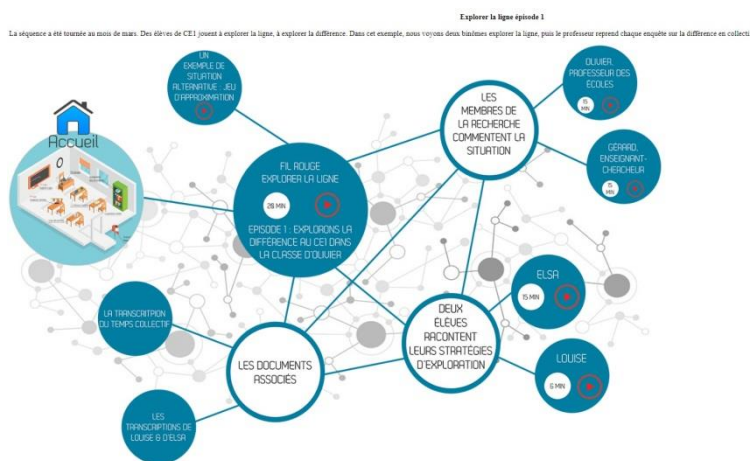 Explorer la ligne épisode 1
La séquence a été tournée au mois de mars. Des élèves de CE1 jouent à explorer la ligne, à explorer la différence. Dans cet exemple, nous voyons deux binômes explorer la ligne, puis le professeur reprend chaque enquête sur la différence en collecti
UN
EXEMPLE DE
SITUATION
ALTERNATIVE : JEU
D'APPROXIMATION
Accueil
FIL ROUGE
EXPLORER LA LIGNE
20 MIN
EPISODE 1 : EXPLORONS LA
DIFFÉRENCE AU CE1 DANS
LA CLASSE D'OLIVIER
LES
MEMBRES DE
LA RECHERCHE
COMMENTENT LA
SITUATION
OLIVIER,
PROFESSEUR DES
ÉCOLES
15
MIN
GÉRARD,
ENSEIGNANT-
CHERCHEUR
15
MIN
LA TRANSCRITPION
DU TEMPS COLLECTIF
LES DOCUMENTS
ASSOCIÉS
LES
TRANSCRIPTIONS DE
LOUISE & D'ELSA
DEUX
ÉLÈVES
RACONTENT
LEURS STRATÉGIES
D'EXPLORATION
ELSA
15 MIN
LOUISE
6 MIN